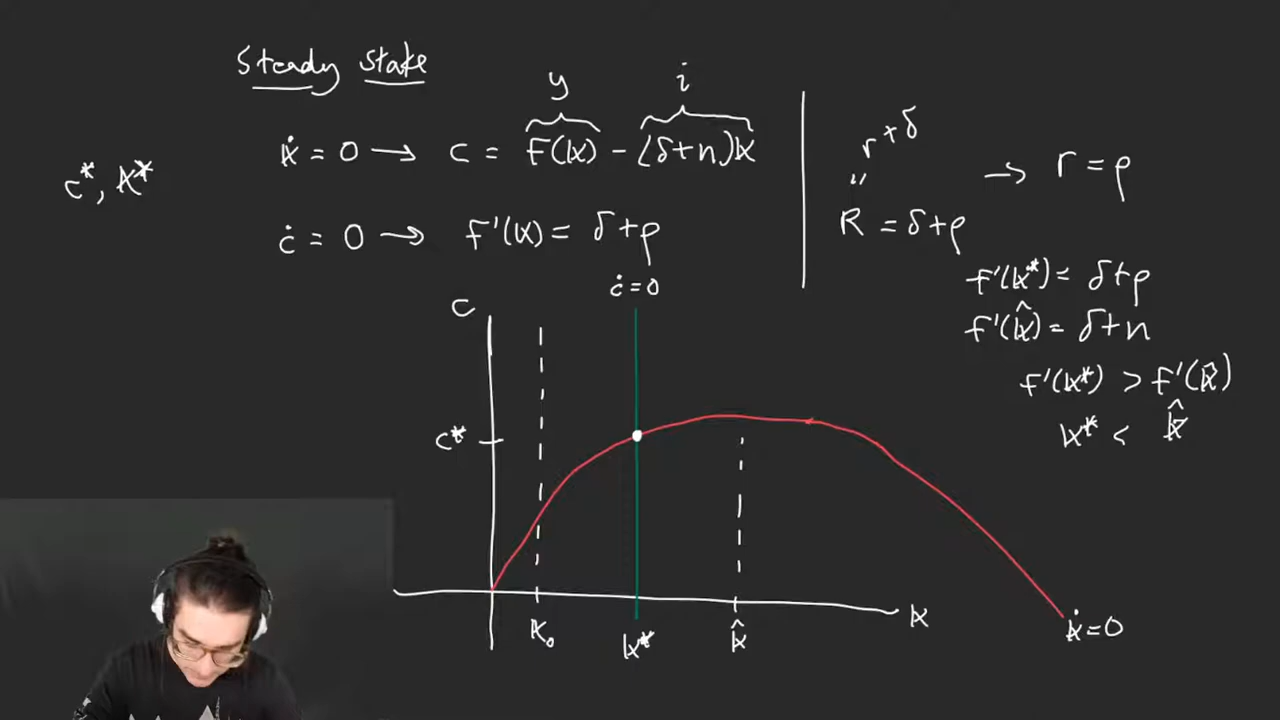 Steady State
y
i
k̇ = 0 → c = F(k) - (δ+n)k
c*, k*
ċ = 0 → f'(k) = δ+ρ
r+δ
"
R = δ+ρ
→ r = ρ
f'(k*) = δ+ρ
f'(k̂) = δ+n
f'(k*) > f'(k̂)
k* < k̂
c
ċ=0
c*
k₀
k*
k̂
k
k̇=0